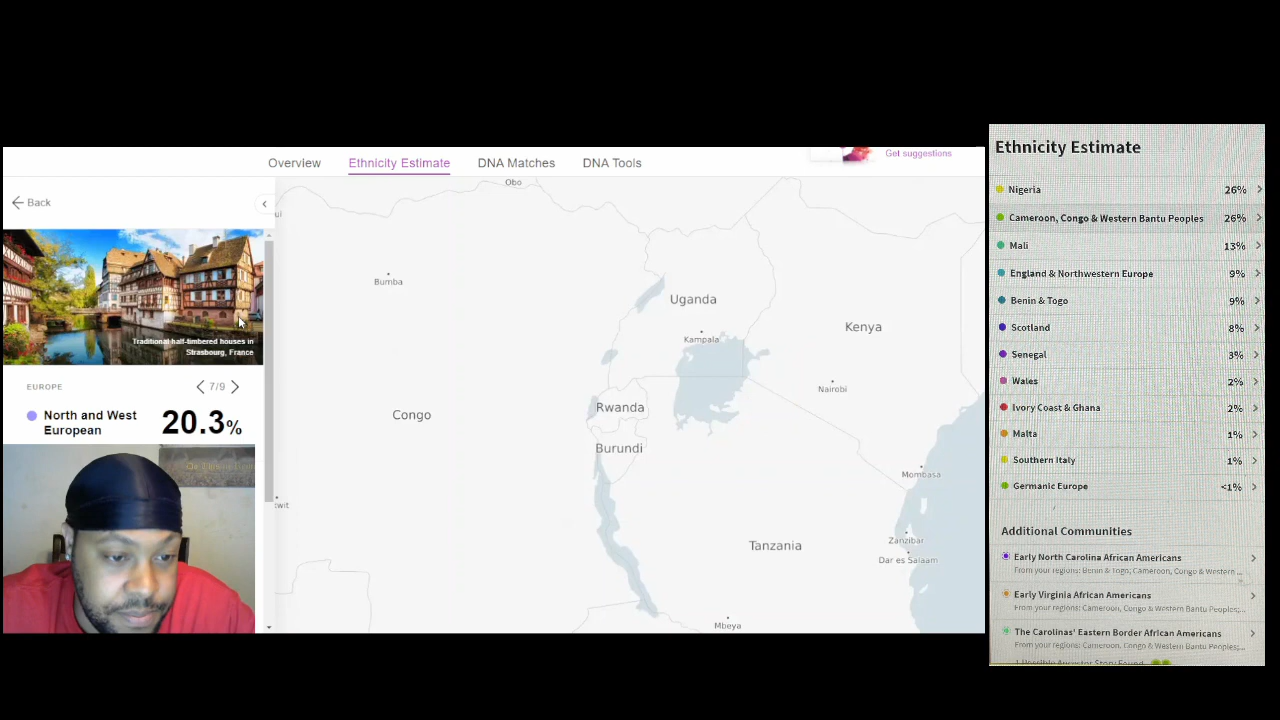 Overview
Ethnicity Estimate
DNA Matches
DNA Tools
Get suggestions
Back
Traditional half-timbered houses in
Strasbourg, France
EUROPE
7/9
North and West
European
20.3%
Obo
Bumba
Uganda
Kampala
Kenya
Nairobi
Congo
Rwanda
Burundi
Mombasa
Zanzibar
Dar es Salaam
Tanzania
Mbeya
Ethnicity Estimate
Nigeria 26%
Cameroon, Congo & Western Bantu Peoples 26%
Mali 13%
England & Northwestern Europe 9%
Benin & Togo 9%
Scotland 8%
Senegal 3%
Wales 2%
Ivory Coast & Ghana 2%
Malta 1%
Southern Italy 1%
Germanic Europe <1%
Additional Communities
Early North Carolina African Americans
From your regions: Benin & Togo; Cameroon, Congo & Western ...
Early Virginia African Americans
From your regions: Cameroon, Congo & Western Bantu Peoples;...
The Carolinas' Eastern Border African Americans
From your regions: Cameroon, Congo & Western Bantu Peoples;...
1 Possible Ancestor Story Found